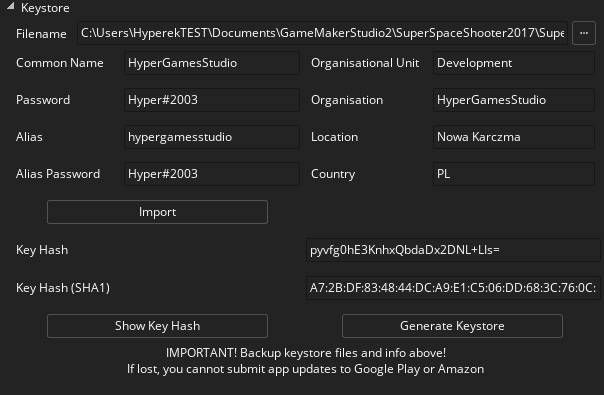 Keystore
Filename C:\Users\HyperekTEST\Documents\GameMakerStudio2\SuperSpaceShooter2017\Supe ...
Common Name HyperGamesStudio Organisational Unit Development
Password Hyper#2003 Organisation HyperGamesStudio
Alias hypergamesstudio Location Nowa Karczma
Alias Password Hyper#2003 Country PL
Import
Key Hash pyvfg0hE3KnhxQbdaDx2DNL+Lls=
Key Hash (SHA1) A7:2B:DF:83:48:44:DC:A9:E1:C5:06:DD:68:3C:76:0C:
Show Key Hash Generate Keystore
IMPORTANT! Backup keystore files and info above!
If lost, you cannot submit app updates to Google Play or Amazon